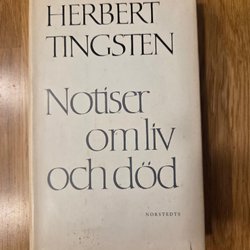 HERBERT
TINGSTEN
Notiser
om liv
och död
NORSTEDTS